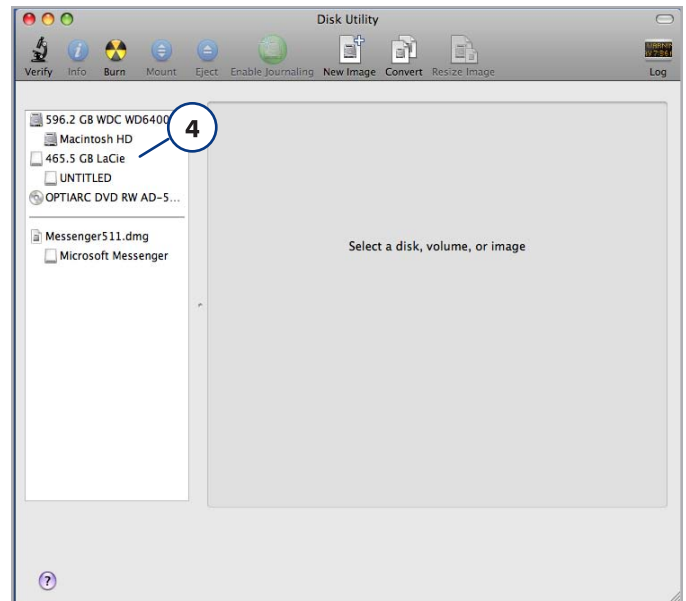 Disk Utility
Verify Info Burn Mount Eject Enable Journaling New Image Convert Resize Image Log
596.2 GB WDC WD6400
4
Macintosh HD
465.5 GB LaCie
UNTITLED
OPTIARC DVD RW AD-5...
Messenger511.dmg
Microsoft Messenger
Select a disk, volume, or image
?